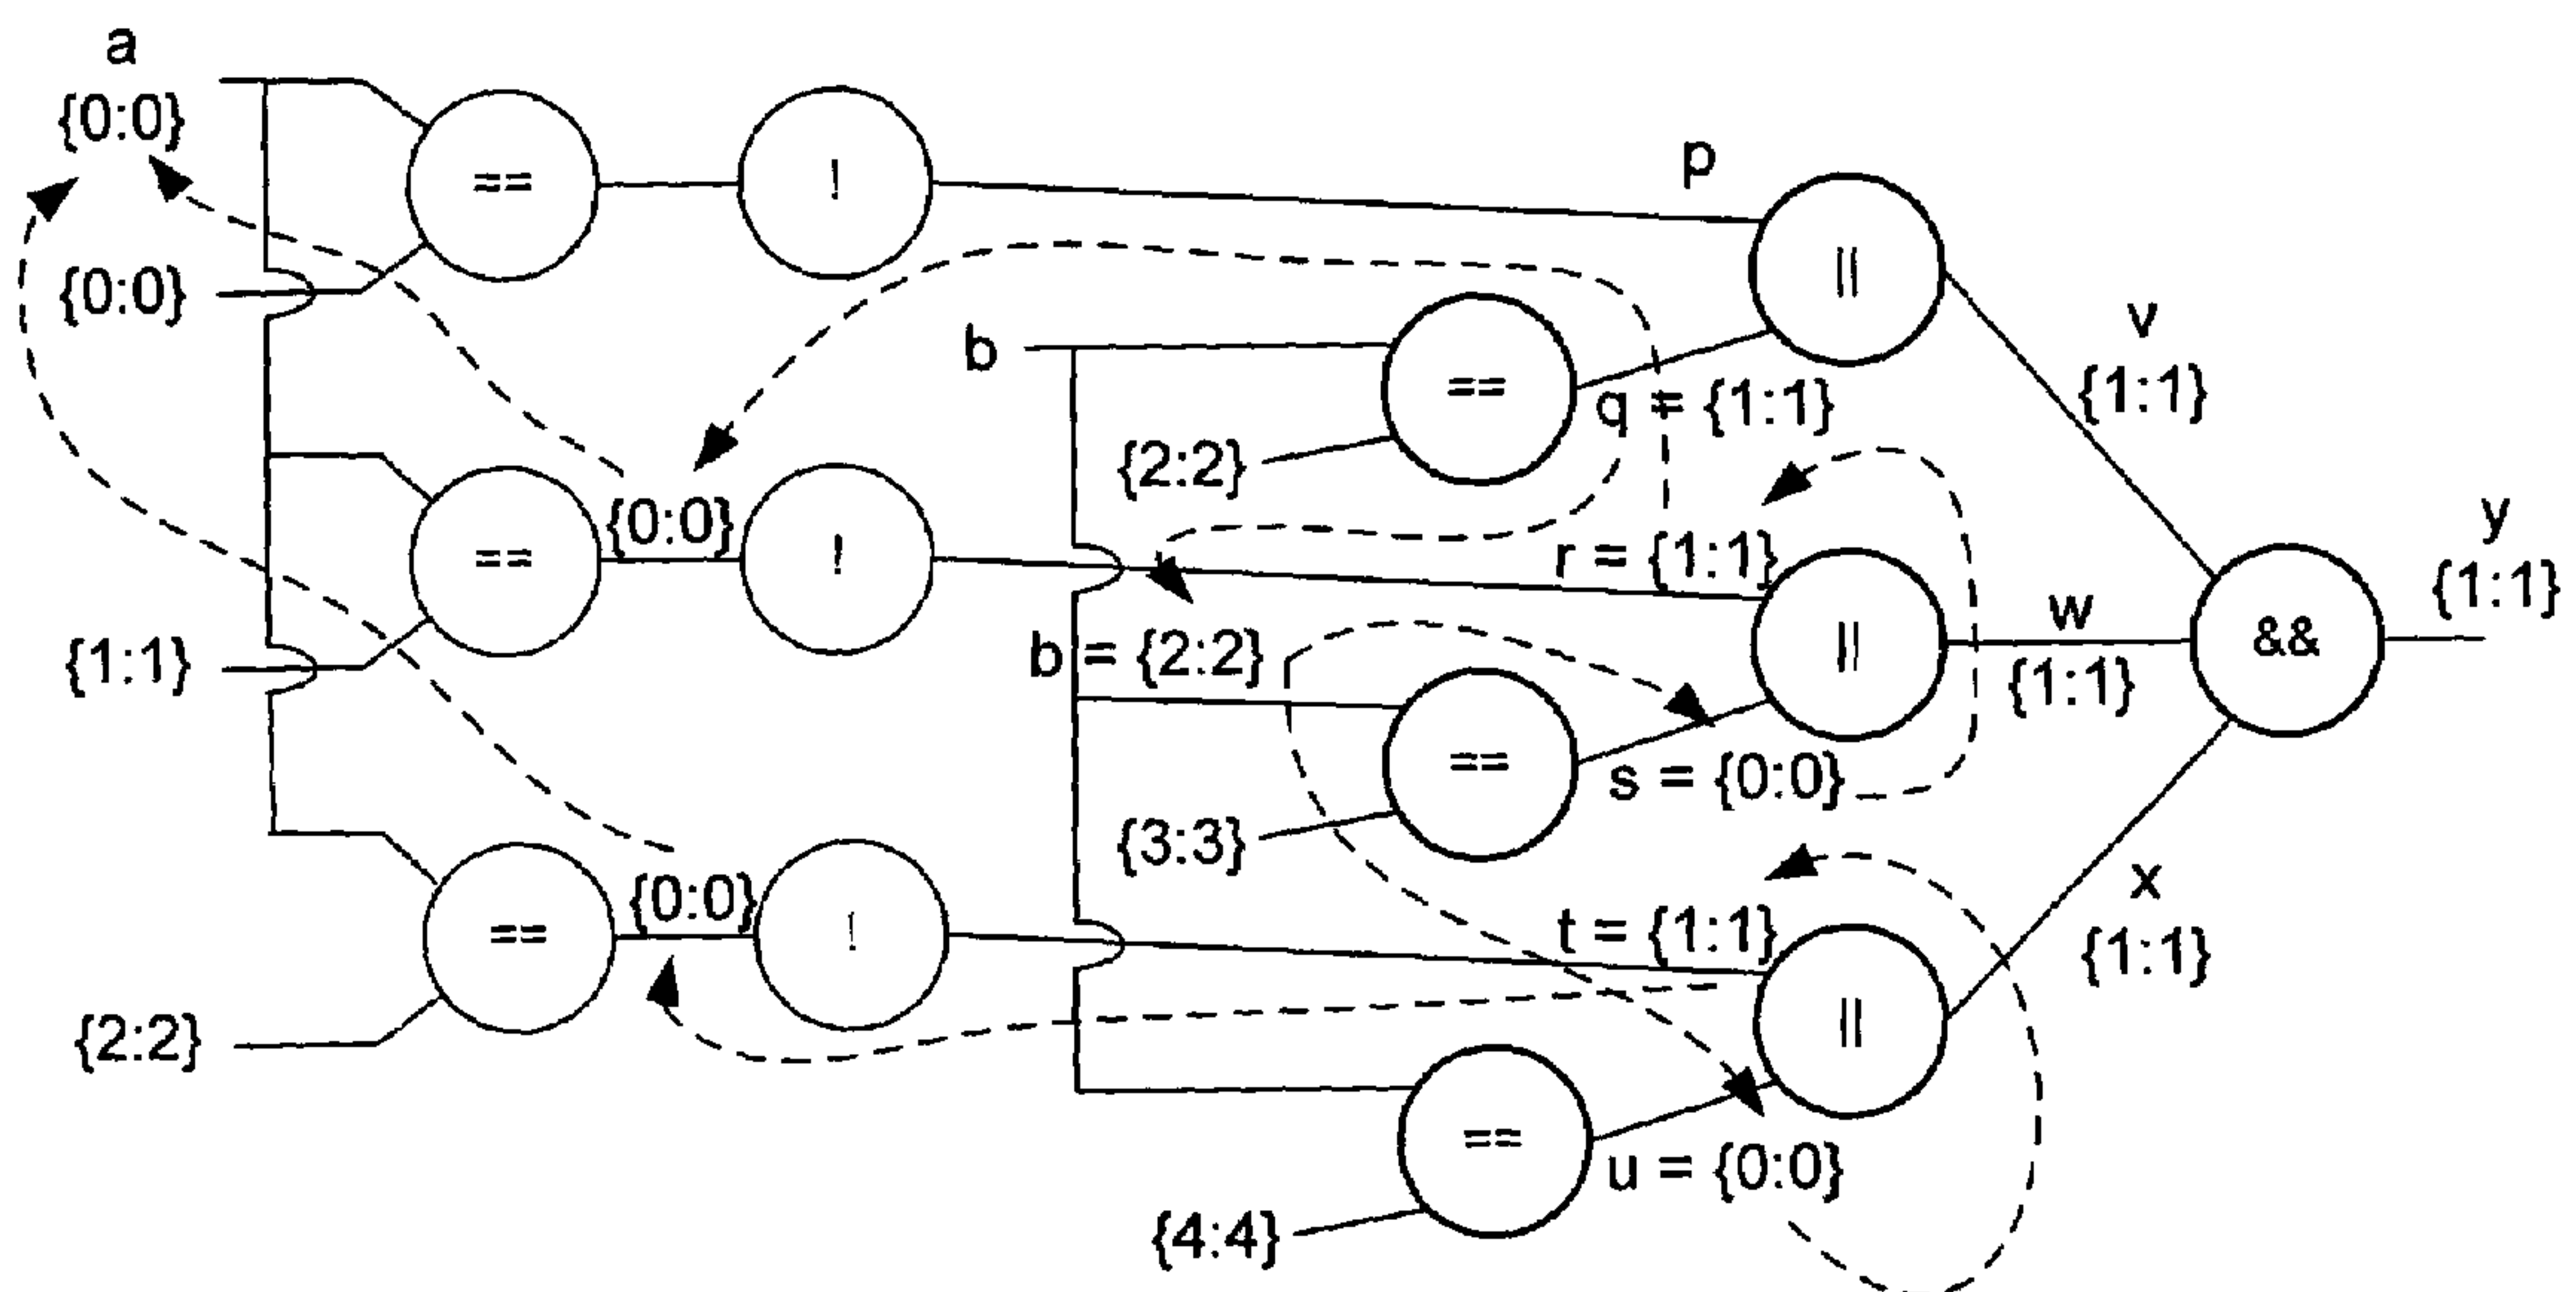 a
{0:0}
== !
p
||
{0:0}
v
{1:1}
b
==
q = {1:1}
{2:2}
y
{1:1}
{0:0}
== !
r = {1:1}
||
w
{1:1}
&&
{1:1}
b = {2:2}
==
s = {0:0}
{3:3}
x
{1:1}
{0:0}
== !
t = {1:1}
||
{2:2}
==
u = {0:0}
{4:4}